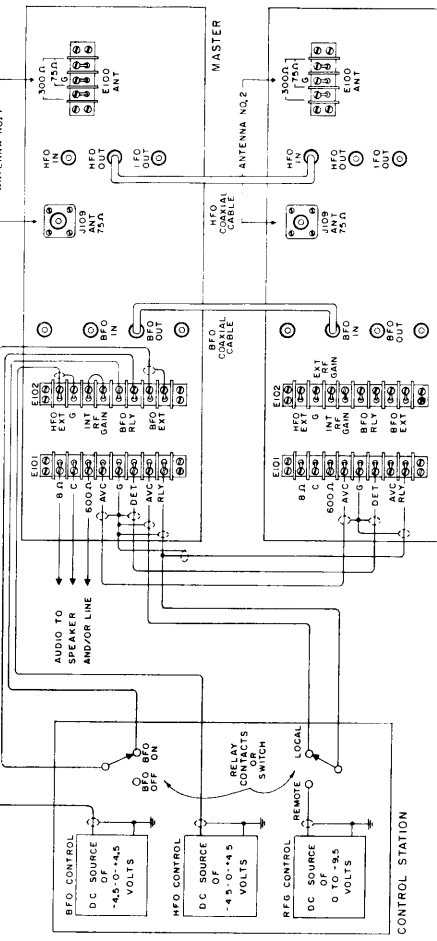 MASTER
300Ω
75Ω
G
E100
ANT
HFO
IN
HFO
OUT
IFO
OUT
J109
ANT
75Ω
BFO
IN
BFO
OUT
E102
HFO
EXT
G
INT
RF
GAIN
BFO
RLY
BFO
EXT
E101
8Ω
C
600Ω
AVC
G
DET
AVC
RLY
ANTENNA NO. 2
HFO
COAXIAL
CABLE
BFO
COAXIAL
CABLE
300Ω
75Ω
G
E100
ANT
HFO
IN
HFO
OUT
IFO
OUT
J109
ANT
75Ω
BFO
IN
BFO
OUT
E102
HFO
EXT
G
EXT
RF
GAIN
BFO
RLY
BFO
EXT
E101
8Ω
C
600Ω
AVC
G
DET
AVC
RLY
AUDIO TO
SPEAKER
AND/OR LINE
BFO
OFF
BFO
ON
RELAY
CONTACTS
OR
SWITCH
REMOTE
LOCAL
BFO CONTROL
DC SOURCE
OF
-4.5-0-+4.5
VOLTS
HFO CONTROL
DC SOURCE
OF
-4.5-0-+4.5
VOLTS
RFG CONTROL
DC SOURCE
OF
0 TO -9.5
VOLTS
CONTROL STATION